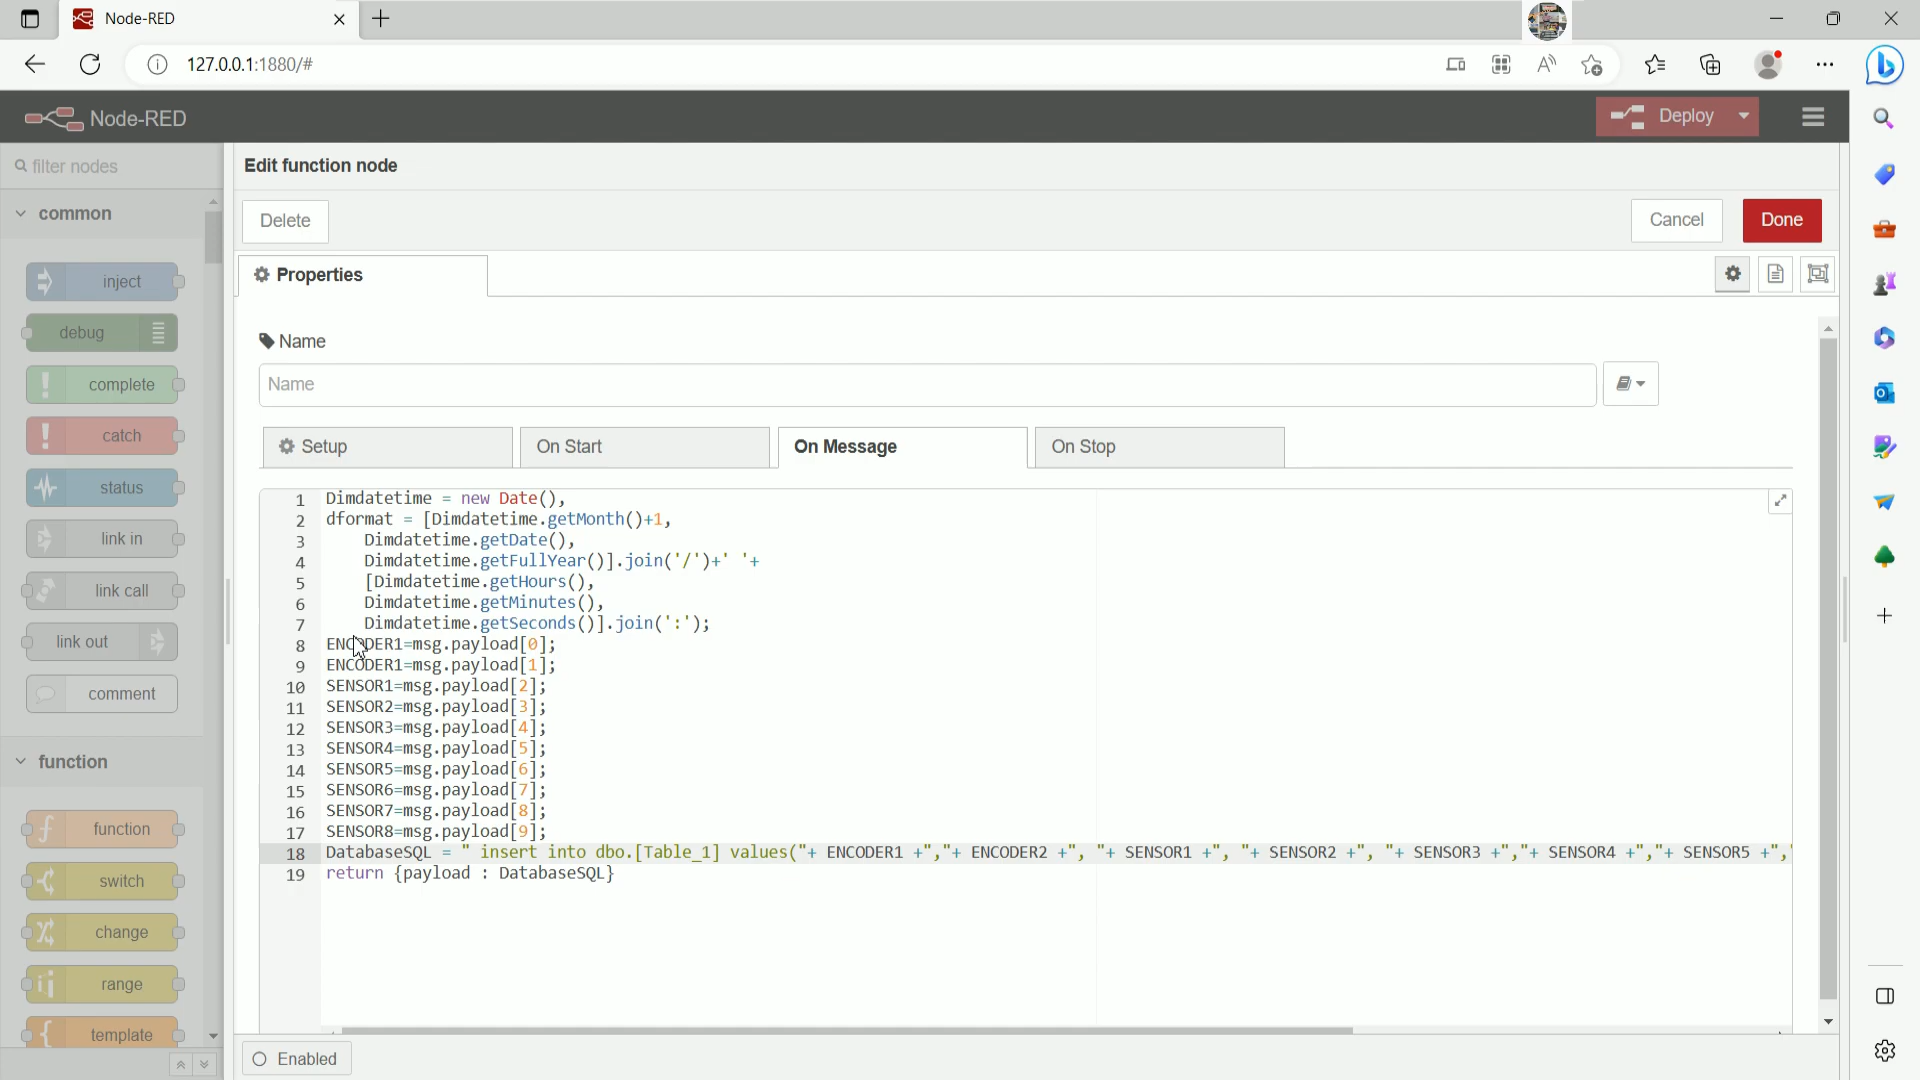 Node-RED
127.0.0.1:1880/#
Node-RED
Deploy
filter nodes
Edit function node
Delete
Cancel
Done
common
Properties
inject
debug
complete
catch
status
link in
link call
link out
comment
function
function
switch
change
range
template
Name
Name
Setup
On Start
On Message
On Stop
1 Dimdatetime = new Date(),
2 dformat = [Dimdatetime.getMonth()+1,
3 Dimdatetime.getDate(),
4 Dimdatetime.getFullYear()].join('/')+' '+
5 [Dimdatetime.getHours(),
6 Dimdatetime.getMinutes(),
7 Dimdatetime.getSeconds()].join(':');
8 ENCODER1=msg.payload[0];
9 ENCODER1=msg.payload[1];
10 SENSOR1=msg.payload[2];
11 SENSOR2=msg.payload[3];
12 SENSOR3=msg.payload[4];
13 SENSOR4=msg.payload[5];
14 SENSOR5=msg.payload[6];
15 SENSOR6=msg.payload[7];
16 SENSOR7=msg.payload[8];
17 SENSOR8=msg.payload[9];
18 DatabaseSQL = " insert into dbo.[Table_1] values("+ ENCODER1 +","+ ENCODER2 +", "+ SENSOR1 +", "+ SENSOR2 +", "+ SENSOR3 +","+ SENSOR4 +","+ SENSOR5 +","
19 return {payload : DatabaseSQL}
Enabled